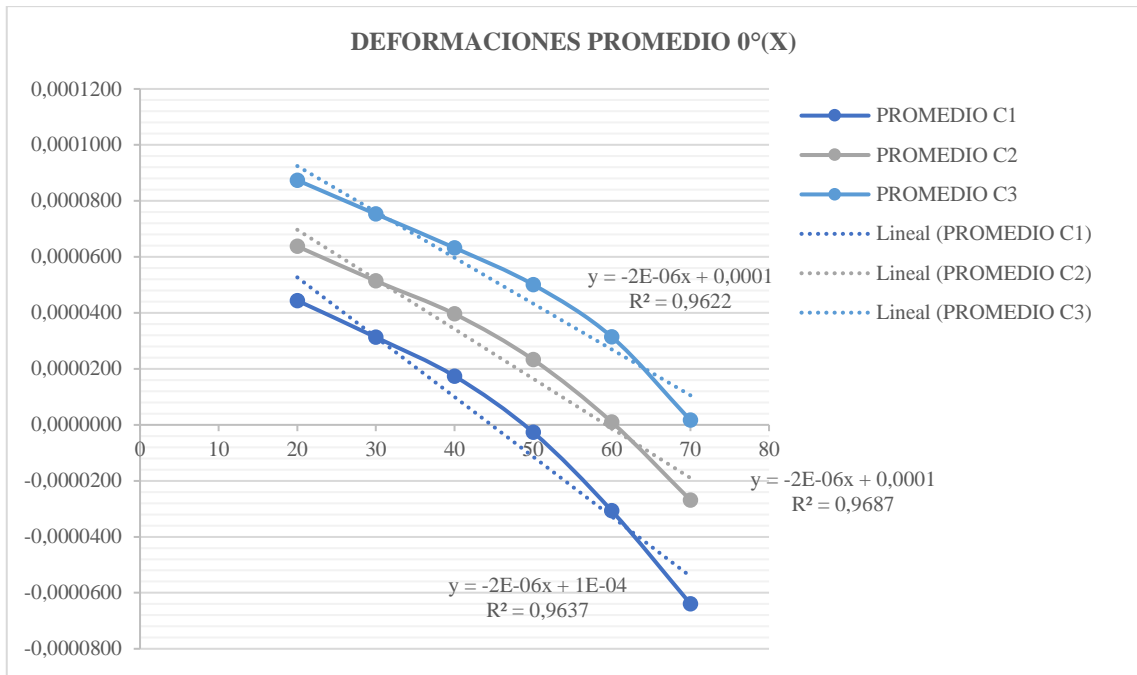 DEFORMACIONES PROMEDIO 0°(X)
0,0001200
0,0001000
0,0000800
0,0000600
0,0000400
0,0000200
0,0000000
-0,0000200
-0,0000400
-0,0000600
-0,0000800
0 10 20 30 40 50 60 70 80
y = -2E-06x + 0,0001
R² = 0,9622
y = -2E-06x + 0,0001
R² = 0,9687
y = -2E-06x + 1E-04
R² = 0,9637
PROMEDIO C1
PROMEDIO C2
PROMEDIO C3
Lineal (PROMEDIO C1)
Lineal (PROMEDIO C2)
Lineal (PROMEDIO C3)